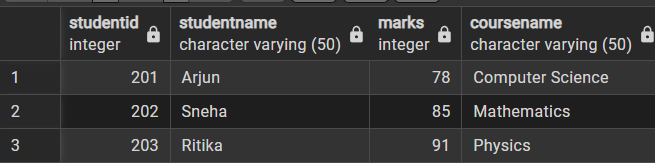 studentid studentname marks coursename
integer character varying (50) integer character varying (50)
1 201 Arjun 78 Computer Science
2 202 Sneha 85 Mathematics
3 203 Ritika 91 Physics